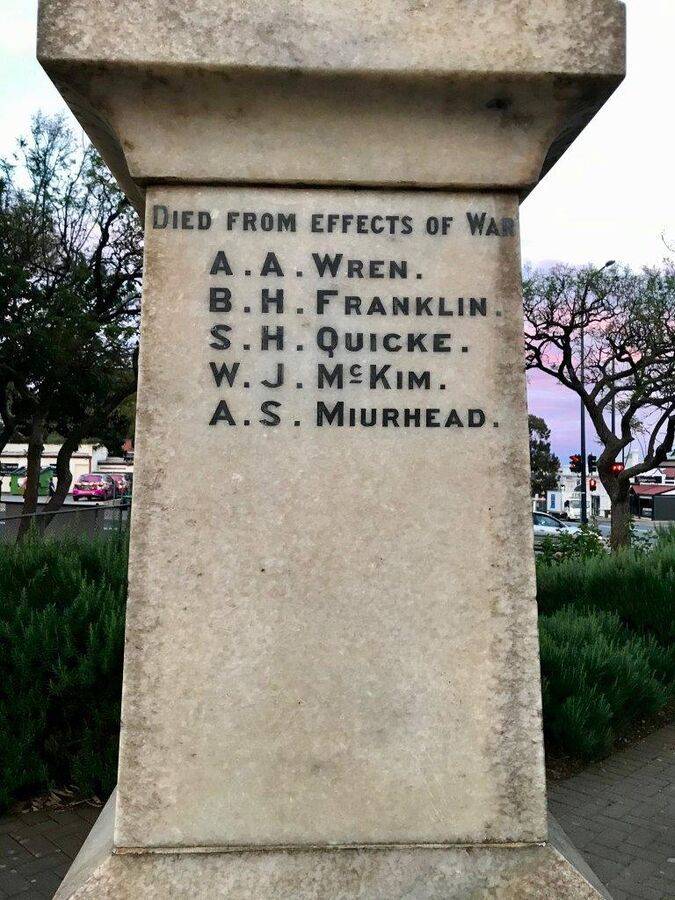 Died from effects of War
A. A. Wren.
B. H. Franklin.
S. H. Quicke.
W. J. McKim.
A. S. Miurhead.